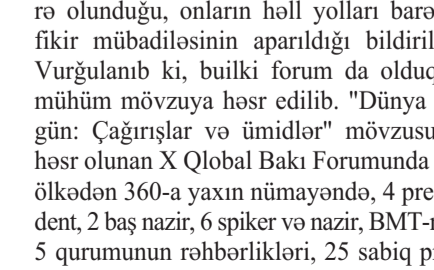 rə olunduğu, onların həll yolları barə
fikir mübadiləsinin aparıldığı bildiril
Vurğulanıb ki, builki forum da olduq
mühüm mövzuya həsr edilib. "Dünya
gün: Çağırışlar və ümidlər" mövzusu
həsr olunan X Qlobal Bakı Forumunda
ölkədən 360-a yaxın nümayəndə, 4 pre
dent, 2 baş nazir, 6 spiker və nazir, BMT-n
5 qurumunun rəhbərlikləri, 25 sabiq p